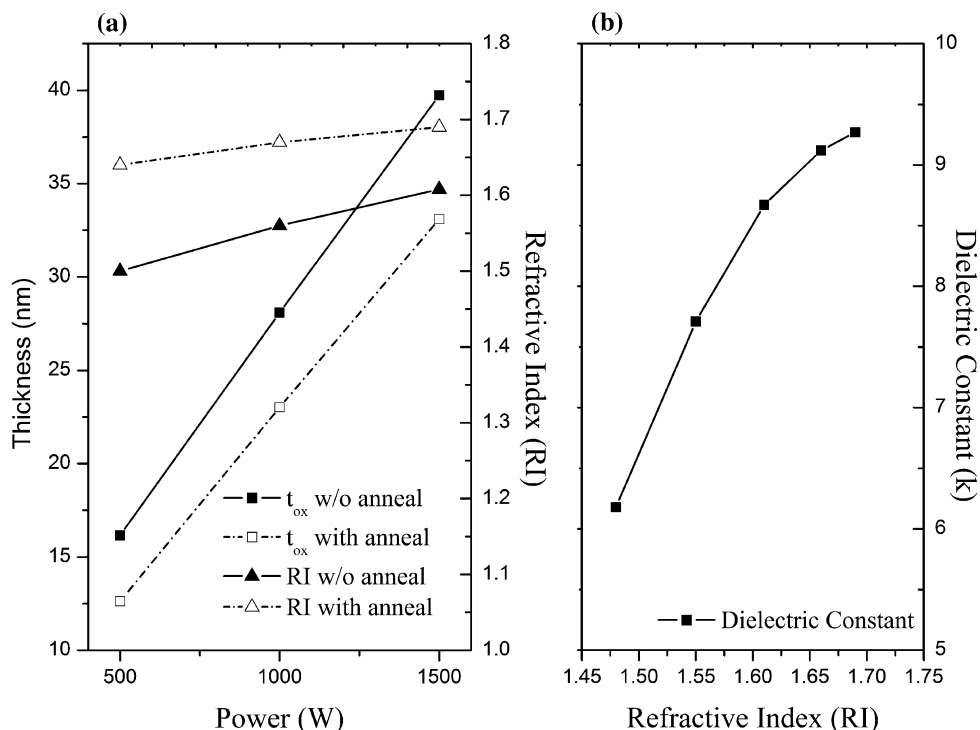 (a)
40
35
30
25
20
15
10
Thickness (nm)
1.8
1.7
1.6
1.5
1.4
1.3
1.2
1.1
1.0
Refractive Index (RI)
tox w/o anneal
tox with anneal
RI w/o anneal
RI with anneal
500 1000 1500
Power (W)
(b)
10
9
8
7
6
5
Dielectric Constant (k)
Dielectric Constant
1.45 1.50 1.55 1.60 1.65 1.70 1.75
Refractive Index (RI)